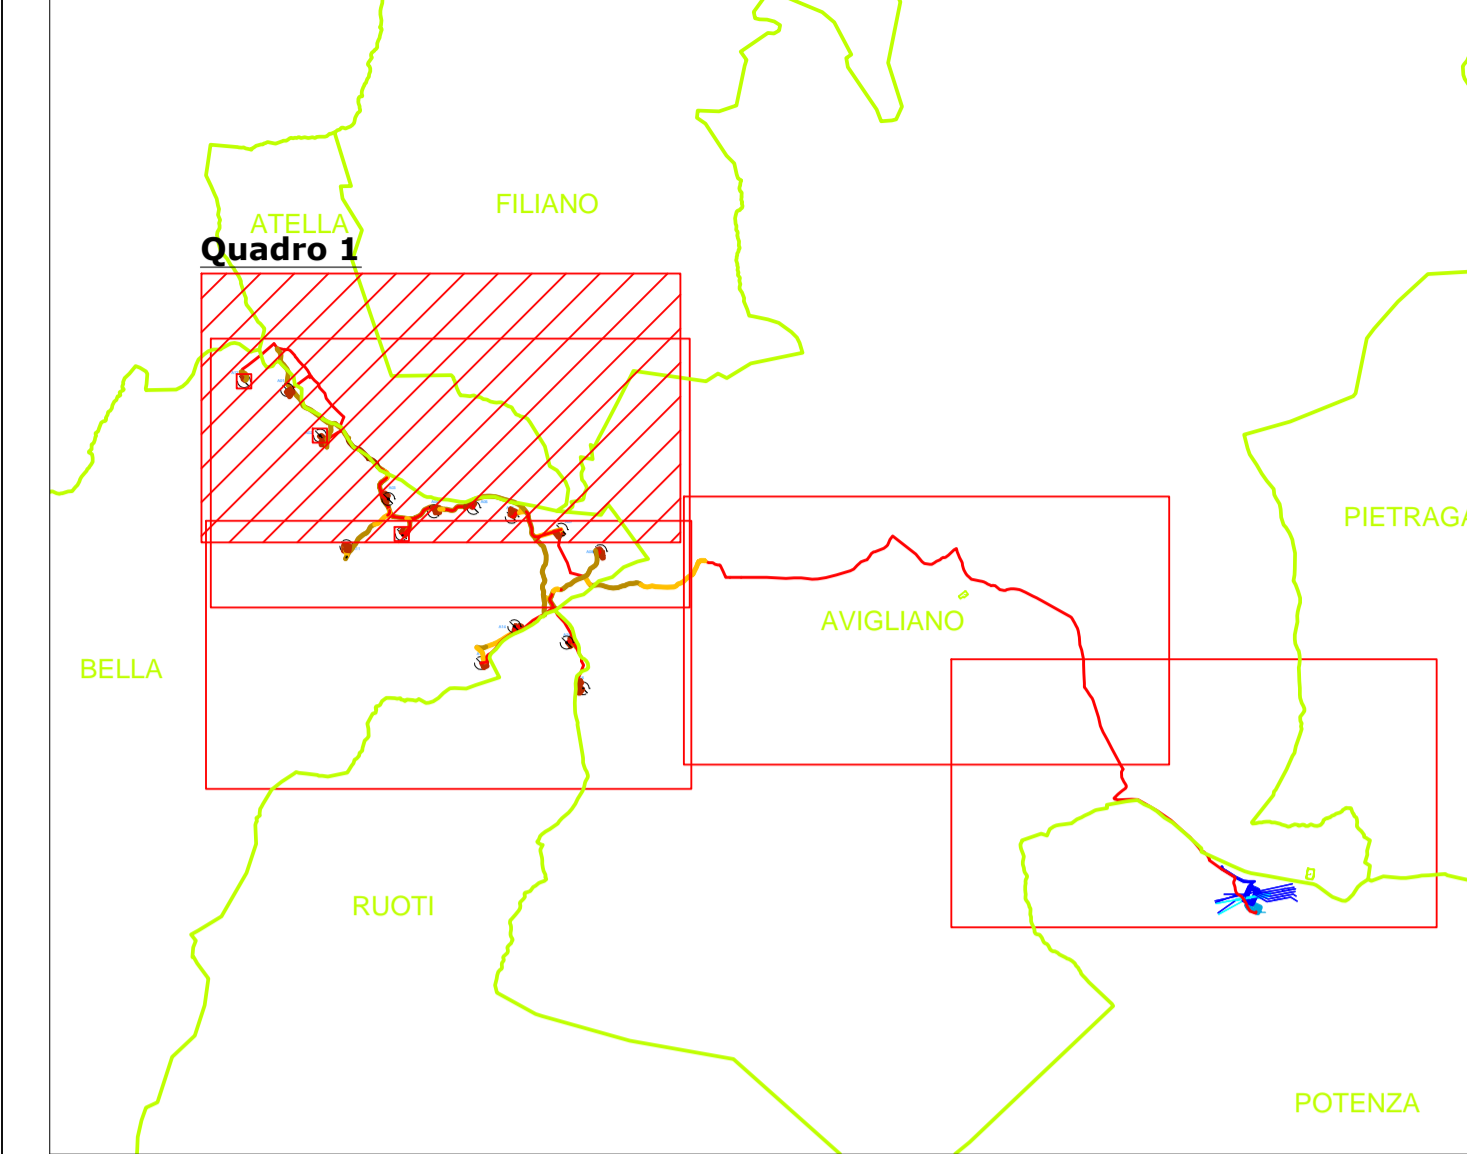 FILIANO
ATELLA
Quadro 1
PIETRAGA
AVIGLIANO
BELLA
RUOTI
POTENZA